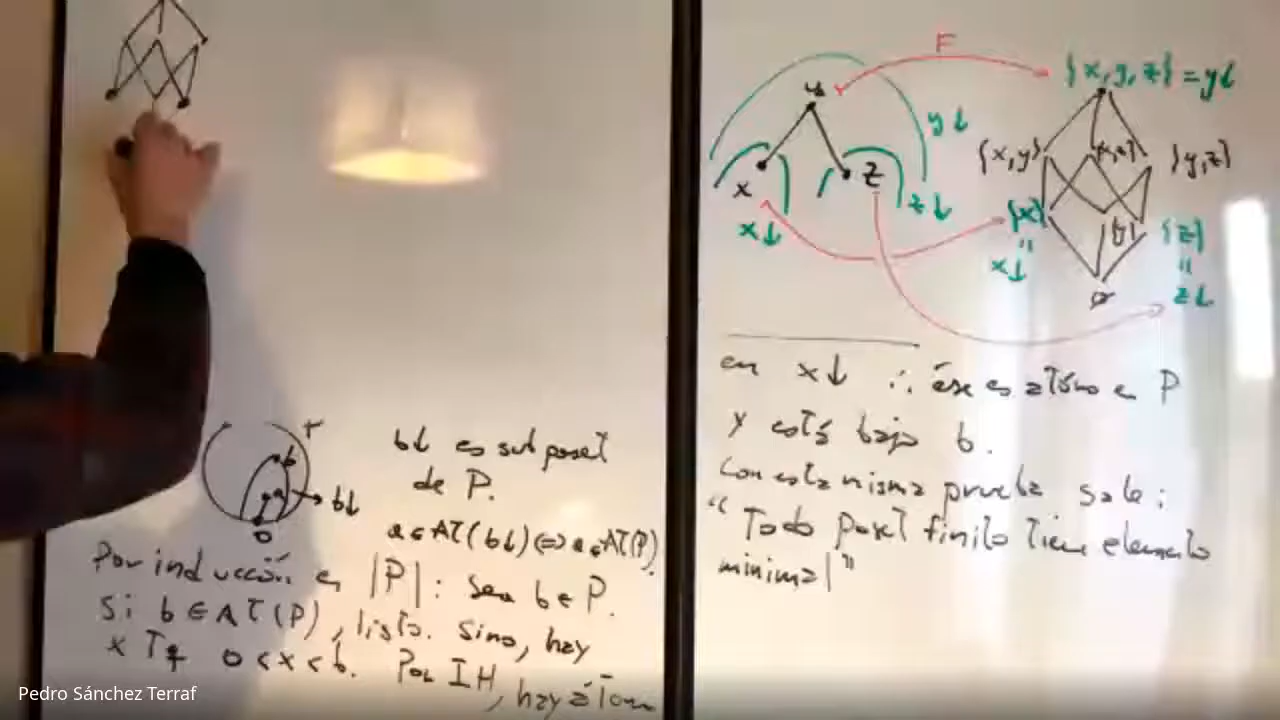 b↓ es subposet
de P.
b
b↓
0
a ∈ AT(b↓) ⇔ a ∈ AT(P).
Por inducción en |P|: Sea b ∈ P.
Si b ∈ AT(P), listo. Sino, hay
x Tq 0 < x < b. Por IH, hay átomo
F
{x,y,z} = y↓
y↓
{x,y}
{y,z}
x
z
z↓
x↓
{x}
"
x↓
{z}
"
z↓
en x↓ ∴ ése es átomo en P
y está bajo b.
Con esta misma prueba sale:
"Todo poset finito tiene elemento
minimal"
Pedro Sánchez Terraf